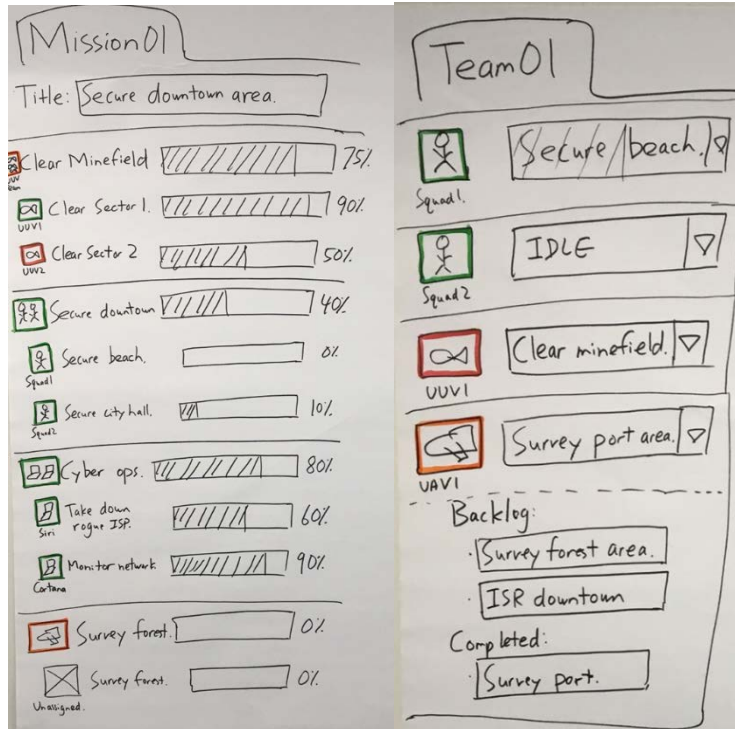 Mission01
Title: Secure downtown area.
Clear Minefield 75%
UUV
Clear Sector 1. 90%
UUV1
Clear Sector 2 50%
UUV2
Secure downtown 40%
Secure beach. 0%
Squad1
Secure city hall. 10%
Squad2
Cyber ops. 80%
Take down
rogue ISP. 60%
Siri
Monitor network 90%
Cortana
Survey forest. 0%
Survey forest. 0%
Unassigned.
Team01
Secure beach.
Squad1.
IDLE
Squad2
Clear minefield.
UUV1
Survey port area.
UAV1
Backlog:
· Survey forest area.
· ISR downtown
Completed:
· Survey port.